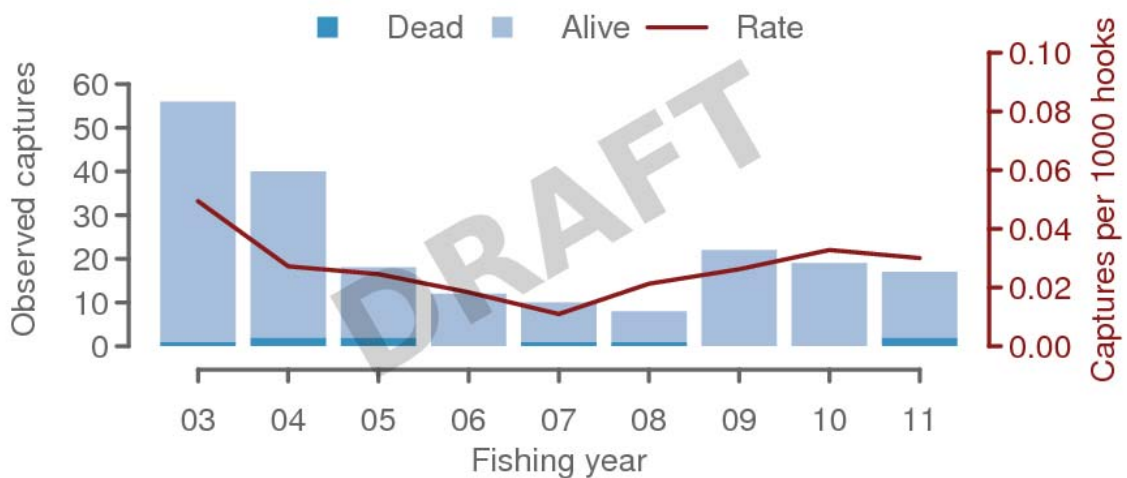 Dead Alive Rate
Observed captures
60
50
40
30
20
10
0
DRAFT
0.10
0.08
0.06
0.04
0.02
0.00
Captures per 1000 hooks
03 04 05 06 07 08 09 10 11
Fishing year